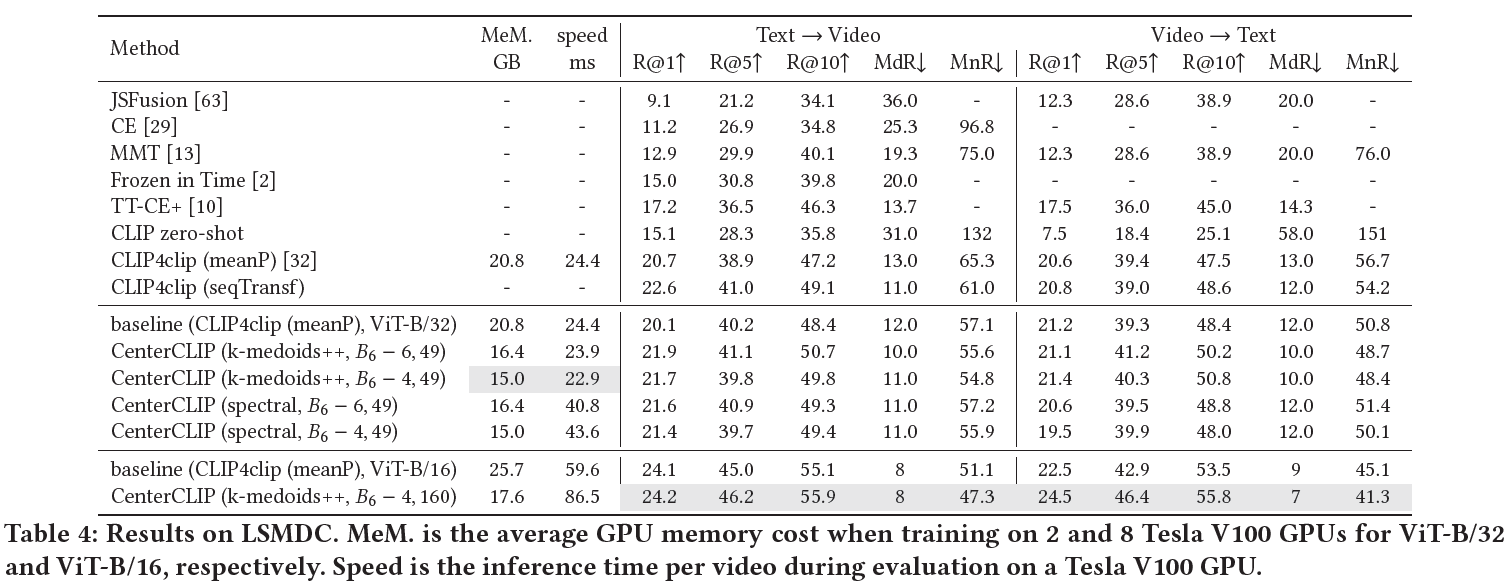 Method MeM. GB speed ms Text → Video Video → Text
R@1↑ R@5↑ R@10↑ MdR↓ MnR↓ R@1↑ R@5↑ R@10↑ MdR↓ MnR↓
JSFusion [63] - - 9.1 21.2 34.1 36.0 - 12.3 28.6 38.9 20.0 -
CE [29] - - 11.2 26.9 34.8 25.3 96.8 - - - - -
MMT [13] - - 12.9 29.9 40.1 19.3 75.0 12.3 28.6 38.9 20.0 76.0
Frozen in Time [2] - - 15.0 30.8 39.8 20.0 - - - - - -
TT-CE+ [10] - - 17.2 36.5 46.3 13.7 - 17.5 36.0 45.0 14.3 -
CLIP zero-shot - - 15.1 28.3 35.8 31.0 132 7.5 18.4 25.1 58.0 151
CLIP4clip (meanP) [32] 20.8 24.4 20.7 38.9 47.2 13.0 65.3 20.6 39.4 47.5 13.0 56.7
CLIP4clip (seqTransf) - - 22.6 41.0 49.1 11.0 61.0 20.8 39.0 48.6 12.0 54.2
baseline (CLIP4clip (meanP), ViT-B/32) 20.8 24.4 20.1 40.2 48.4 12.0 57.1 21.2 39.3 48.4 12.0 50.8
CenterCLIP (k-medoids++, B₆ − 6, 49) 16.4 23.9 21.9 41.1 50.7 10.0 55.6 21.1 41.2 50.2 10.0 48.7
CenterCLIP (k-medoids++, B₆ − 4, 49) 15.0 22.9 21.7 39.8 49.8 11.0 54.8 21.4 40.3 50.8 10.0 48.4
CenterCLIP (spectral, B₆ − 6, 49) 16.4 40.8 21.6 40.9 49.3 11.0 57.2 20.6 39.5 48.8 12.0 51.4
CenterCLIP (spectral, B₆ − 4, 49) 15.0 43.6 21.4 39.7 49.4 11.0 55.9 19.5 39.9 48.0 12.0 50.1
baseline (CLIP4clip (meanP), ViT-B/16) 25.7 59.6 24.1 45.0 55.1 8 51.1 22.5 42.9 53.5 9 45.1
CenterCLIP (k-medoids++, B₆ − 4, 160) 17.6 86.5 24.2 46.2 55.9 8 47.3 24.5 46.4 55.8 7 41.3
Table 4: Results on LSMDC. MeM. is the average GPU memory cost when training on 2 and 8 Tesla V100 GPUs for ViT-B/32
and ViT-B/16, respectively. Speed is the inference time per video during evaluation on a Tesla V100 GPU.